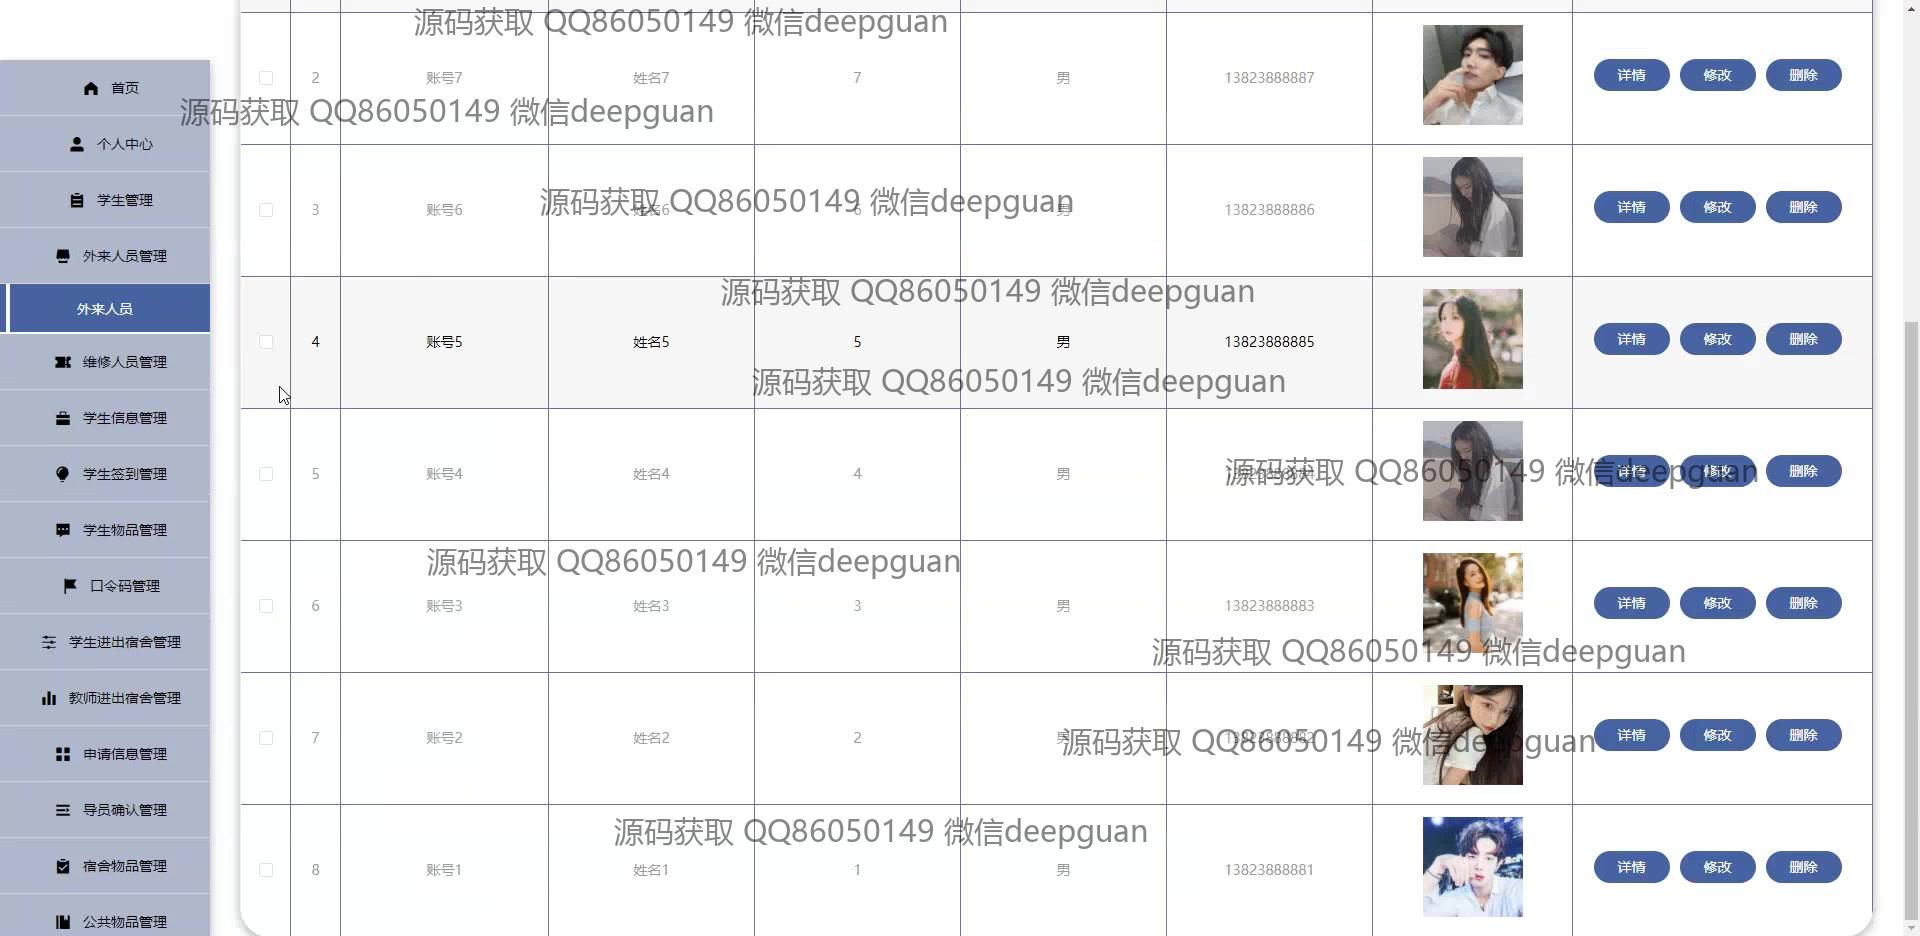 源码获取 QQ86050149 微信deepguan
2 账号7 姓名7 7 男 13823888887 详情 修改 删除
首页
源码获取 QQ86050149 微信deepguan
个人中心
学生管理
源码获取 QQ86050149 微信deepguan
3 账号6 姓名6 6 男 13823888886 详情 修改 删除
外来人员管理
源码获取 QQ86050149 微信deepguan
外来人员
4 账号5 姓名5 5 男 13823888885 详情 修改 删除
维修人员管理
源码获取 QQ86050149 微信deepguan
学生信息管理
学生签到管理
源码获取 QQ86050149 微信deepguan
5 账号4 姓名4 4 男 详情 修改 删除
学生物品管理
源码获取 QQ86050149 微信deepguan
口令码管理
6 账号3 姓名3 3 男 13823888883 详情 修改 删除
学生进出宿舍管理
源码获取 QQ86050149 微信deepguan
教师进出宿舍管理
7 账号2 姓名2 2 男 13823888882 详情 修改 删除
源码获取 QQ86050149 微信deepguan
申请信息管理
导员确认管理
源码获取 QQ86050149 微信deepguan
宿舍物品管理
8 账号1 姓名1 1 男 13823888881 详情 修改 删除
公共物品管理